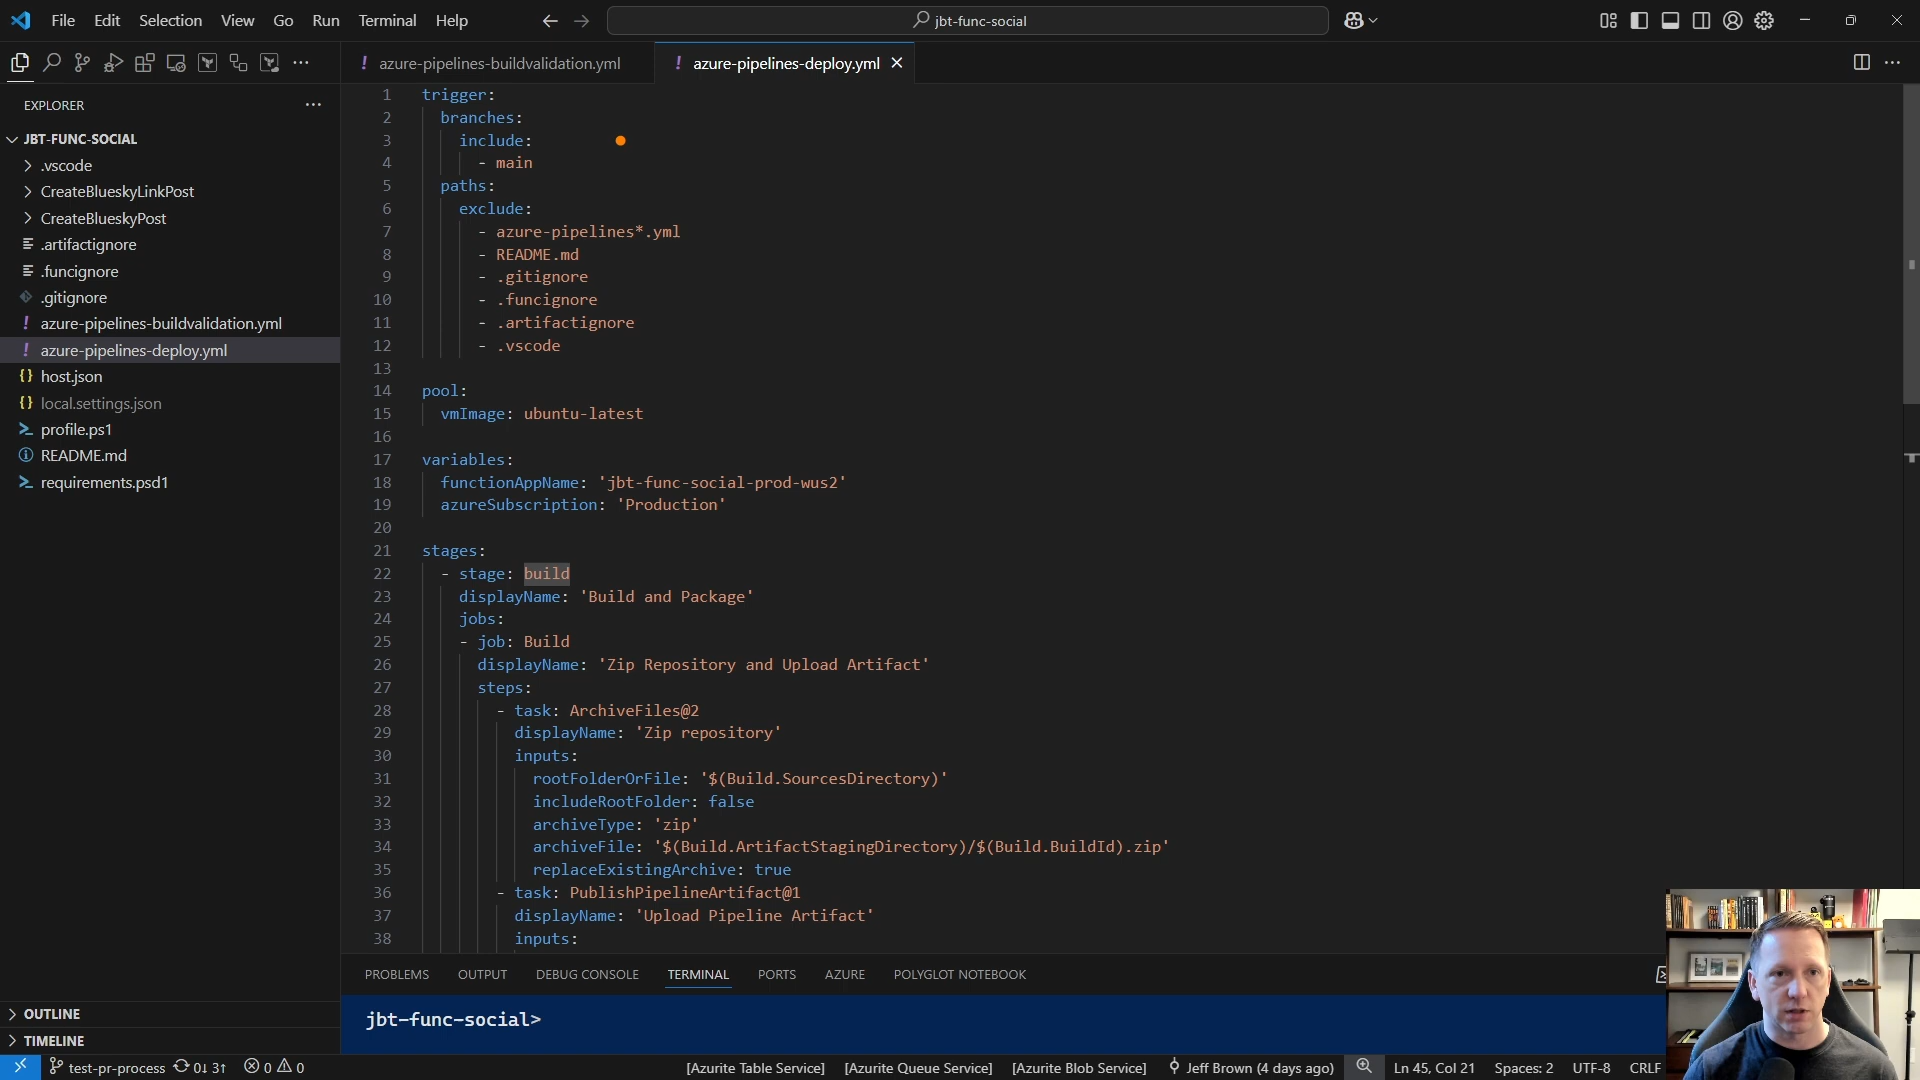 File Edit Selection View Go Run Terminal Help
jbt-func-social
azure-pipelines-buildvalidation.yml
azure-pipelines-deploy.yml
EXPLORER
JBT-FUNC-SOCIAL
.vscode
CreateBlueskyLinkPost
CreateBlueskyPost
.artifactignore
.funcignore
.gitignore
azure-pipelines-buildvalidation.yml
azure-pipelines-deploy.yml
host.json
local.settings.json
profile.ps1
README.md
requirements.psd1
OUTLINE
TIMELINE
1 trigger:
2 branches:
3 include:
4 - main
5 paths:
6 exclude:
7 - azure-pipelines*.yml
8 - README.md
9 - .gitignore
10 - .funcignore
11 - .artifactignore
12 - .vscode
13
14 pool:
15 vmImage: ubuntu-latest
16
17 variables:
18 functionAppName: 'jbt-func-social-prod-wus2'
19 azureSubscription: 'Production'
20
21 stages:
22 - stage: build
23 displayName: 'Build and Package'
24 jobs:
25 - job: Build
26 displayName: 'Zip Repository and Upload Artifact'
27 steps:
28 - task: ArchiveFiles@2
29 displayName: 'Zip repository'
30 inputs:
31 rootFolderOrFile: '$(Build.SourcesDirectory)'
32 includeRootFolder: false
33 archiveType: 'zip'
34 archiveFile: '$(Build.ArtifactStagingDirectory)/$(Build.BuildId).zip'
35 replaceExistingArchive: true
36 - task: PublishPipelineArtifact@1
37 displayName: 'Upload Pipeline Artifact'
38 inputs:
PROBLEMS OUTPUT DEBUG CONSOLE TERMINAL PORTS AZURE POLYGLOT NOTEBOOK
jbt-func-social>
test-pr-process 0↓ 3↑ 0 0 [Azurite Table Service] [Azurite Queue Service] [Azurite Blob Service] Jeff Brown (4 days ago) Ln 45, Col 21 Spaces: 2 UTF-8 CRLF